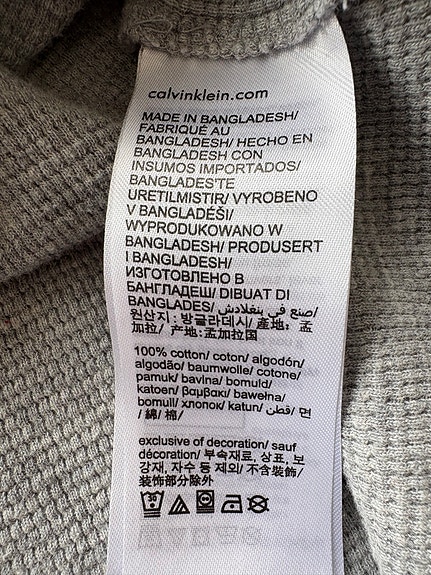 calvinklein.com
MADE IN BANGLADESH/
FABRIQUÉ AU
BANGLADESH/ HECHO EN
BANGLADESH CON
INSUMOS IMPORTADOS/
BANGLADEŞ'TE
URETILMISTIR/ VYROBENO
V BANGLADÉŠI/
WYPRODUKOWANO W
BANGLADESH/ PRODUSERT
I BANGLADESH/
ИЗГОТОВЛЕНО В
БАНГЛАДЕШ/ DIBUAT DI
BANGLADES/ صنع في بنغلادش/
원산지 : 방글라데시/ 產地: 孟
加拉/ 产地:孟加拉国
100% cotton/ coton/ algodón/
algodão/ baumwolle/ cotone/
pamuk/ bavlna/ bomuld/
katoen/ βαμβακι/ bawełna/
bomull/ хлопок/ katun/ قطن/ 면
/ 綿/ 棉/
exclusive of decoration/ sauf
décoration/ 부속재료, 상표, 보
강재, 자수 등 제외/ 不含裝飾/
装饰部分除外
30